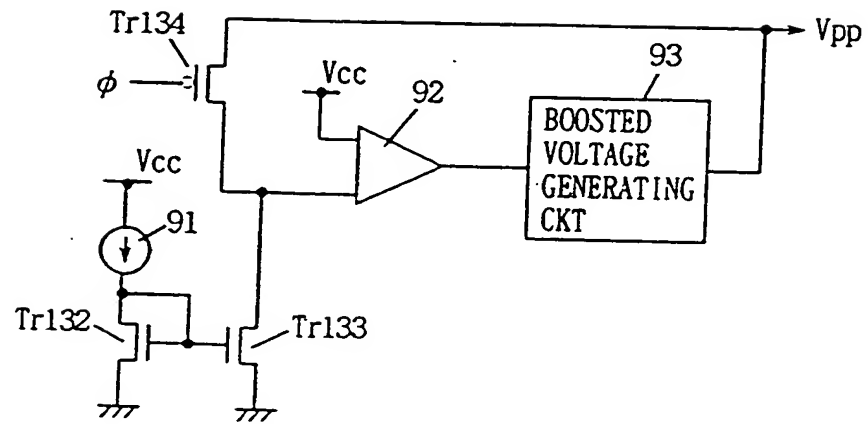 Tr134
Vpp
φ
Vcc
92
93
BOOSTED
VOLTAGE
GENERATING
CKT
Vcc
91
Tr132
Tr133